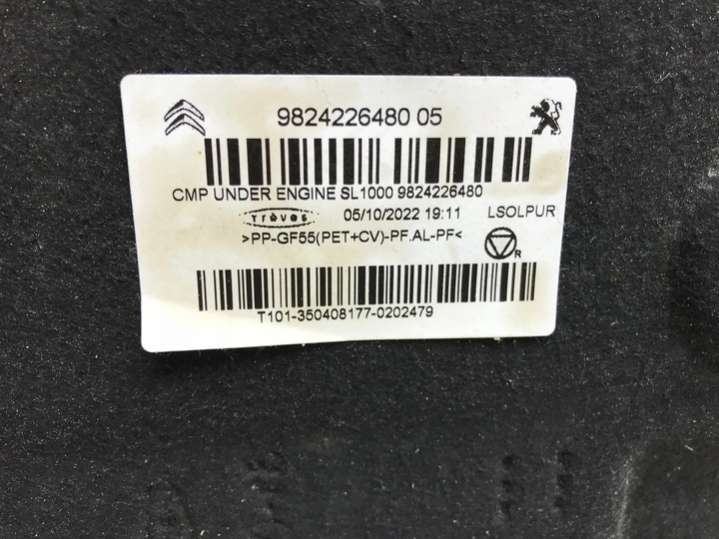 9824226480 05
CMP UNDER ENGINE SL1000 9824226480
Trèves 05/10/2022 19:11 LSOLPUR
>PP-GF55(PET+CV)-PF.AL-PF<
R
T101-350408177-0202479